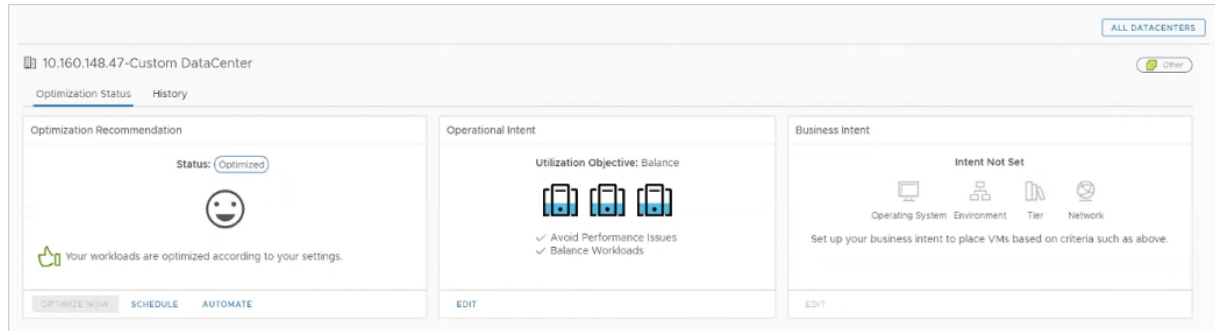 ALL DATACENTERS
10.160.148.47-Custom DataCenter
Other
Optimization Status History
Optimization Recommendation
Status: Optimized
Your workloads are optimized according to your settings.
OPTIMIZE NOW SCHEDULE AUTOMATE
Operational Intent
Utilization Objective: Balance
Avoid Performance Issues
Balance Workloads
EDIT
Business Intent
Intent Not Set
Operating System Environment Tier Network
Set up your business intent to place VMs based on criteria such as above.
EDIT